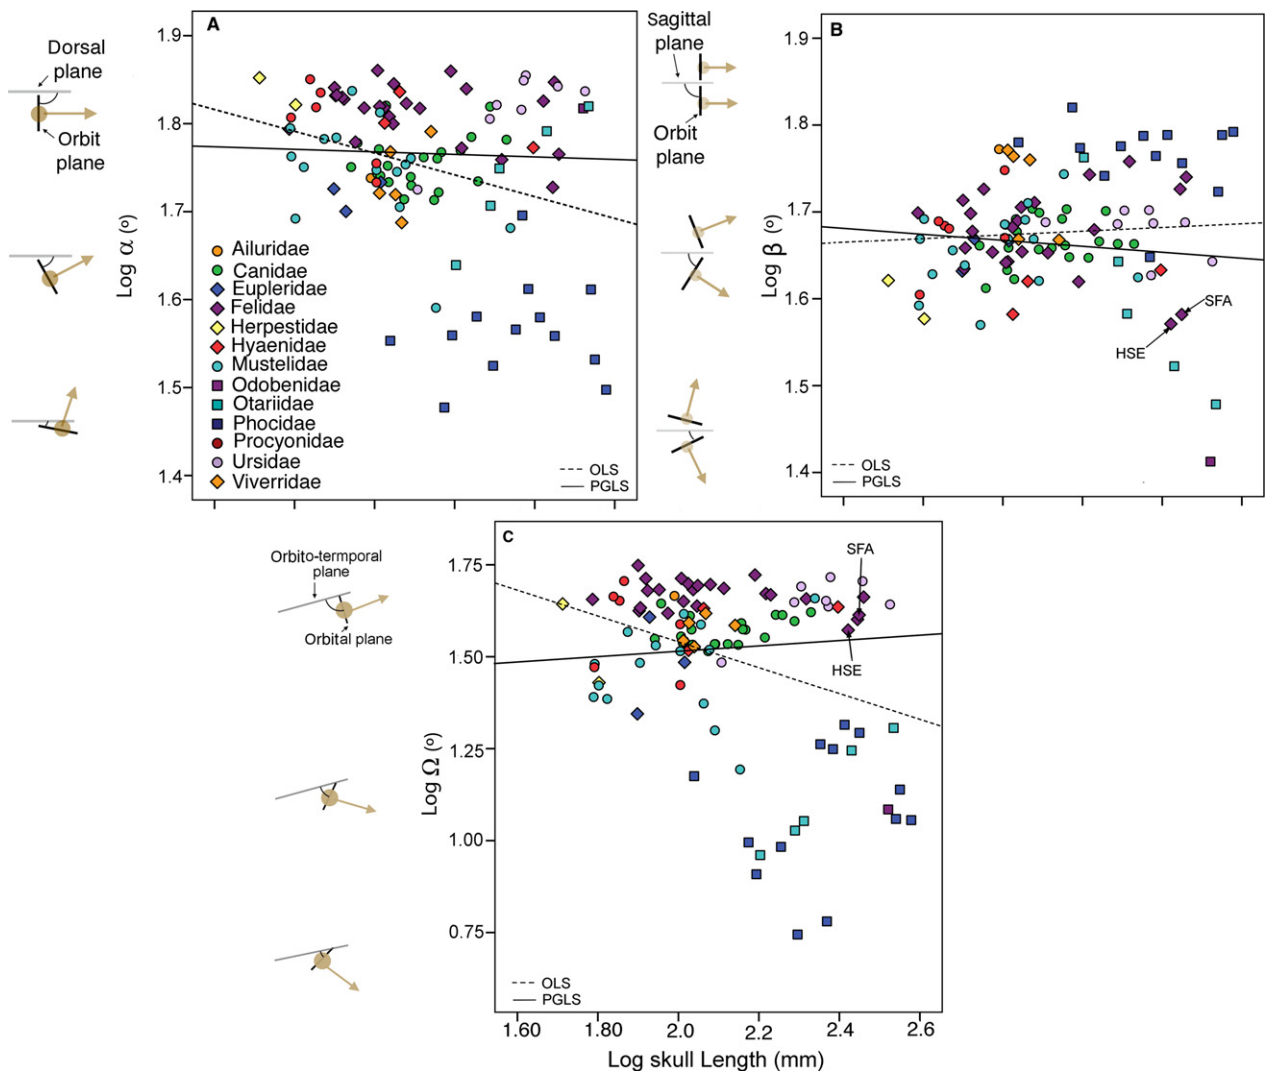 A
Dorsal
plane
Orbit
plane
Log α (o)
1.9
1.8
1.7
1.6
1.5
1.4
Ailuridae
Canidae
Eupleridae
Felidae
Herpestidae
Hyaenidae
Mustelidae
Odobenidae
Otariidae
Phocidae
Procyonidae
Ursidae
Viverridae
OLS
PGLS
B
Sagittal
plane
Orbit
plane
Log β (o)
1.9
1.8
1.7
1.6
1.5
1.4
SFA
HSE
OLS
PGLS
C
Orbito-termporal
plane
Orbital plane
Log Ω (o)
1.75
1.50
1.25
1.00
0.75
SFA
HSE
OLS
PGLS
1.60 1.80 2.0 2.2 2.4 2.6
Log skull Length (mm)